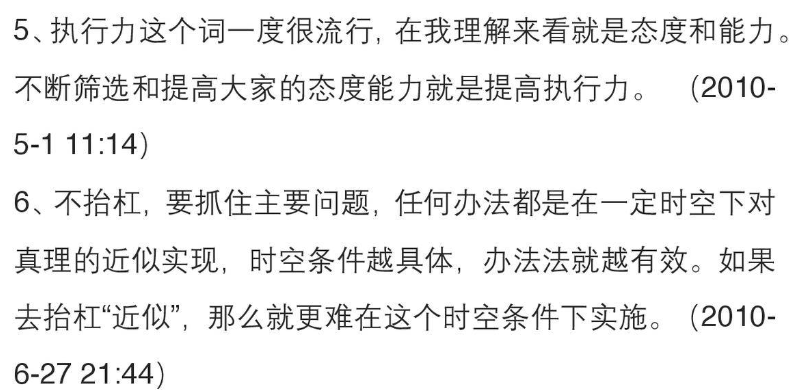 5、执行力这个词一度很流行, 在我理解来看就是态度和能力。
不断筛选和提高大家的态度能力就是提高执行力。 (2010-
5-1 11:14)
6、不抬杠, 要抓住主要问题, 任何办法都是在一定时空下对
真理的近似实现, 时空条件越具体, 办法法就越有效。如果
去抬杠“近似”, 那么就更难在这个时空条件下实施。 (2010-
6-27 21:44)